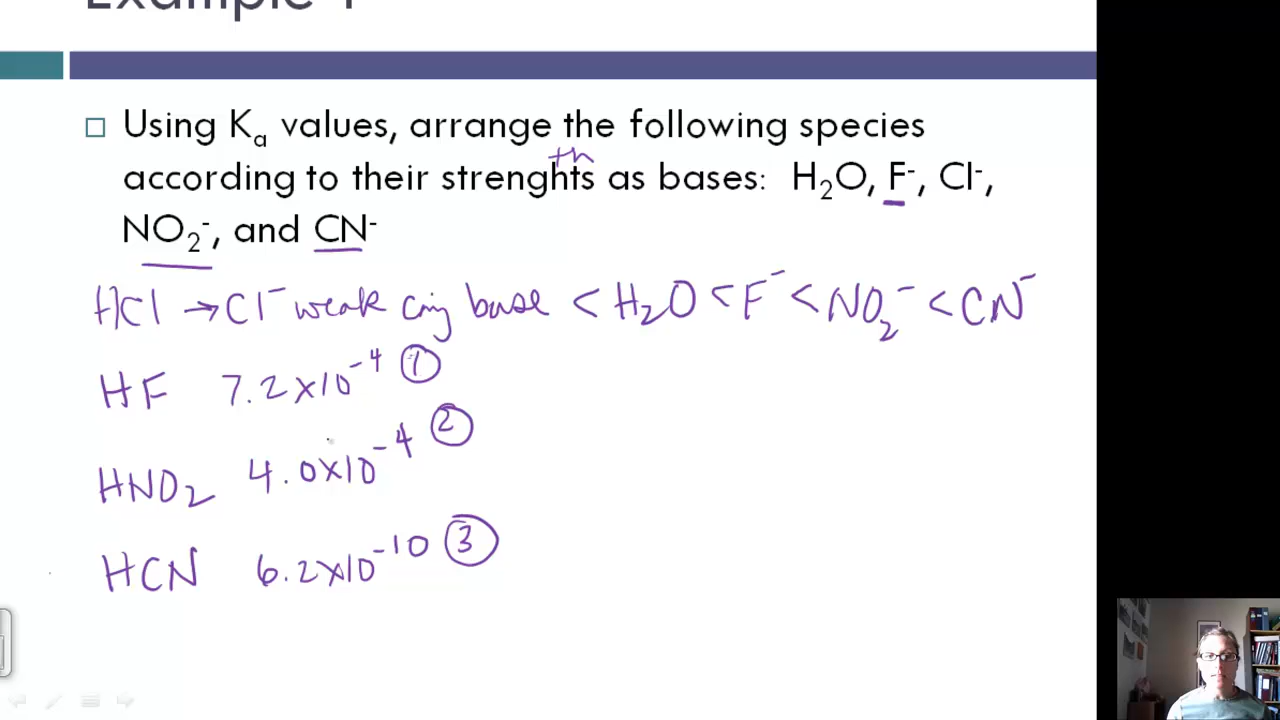 Using Kₐ values, arrange the following species
th
according to their strenghts as bases: H₂O, F⁻, Cl⁻,
NO₂⁻, and CN⁻
HCl → Cl⁻ weak conj base < H₂O < F⁻ < NO₂⁻ < CN⁻
HF 7.2x10⁻⁴ ①
HNO₂ 4.0x10⁻⁴ ②
HCN 6.2x10⁻¹⁰ ③